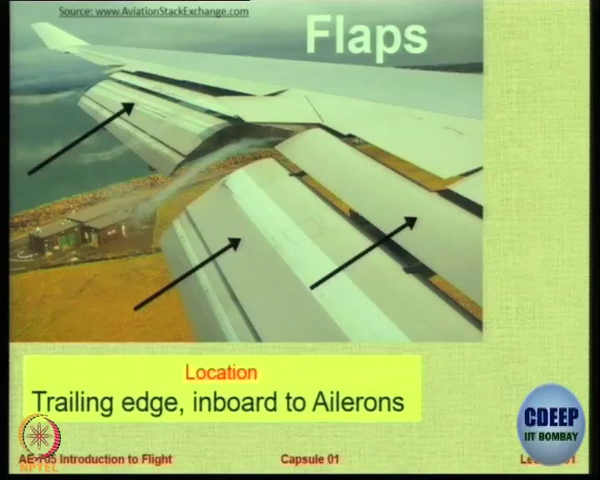 Source: www.AviationStackExchange.com
Flaps
Location
Trailing edge, inboard to Ailerons
CDEEP
IIT BOMBAY
NPTEL
AE-705 Introduction to Flight
Capsule 01